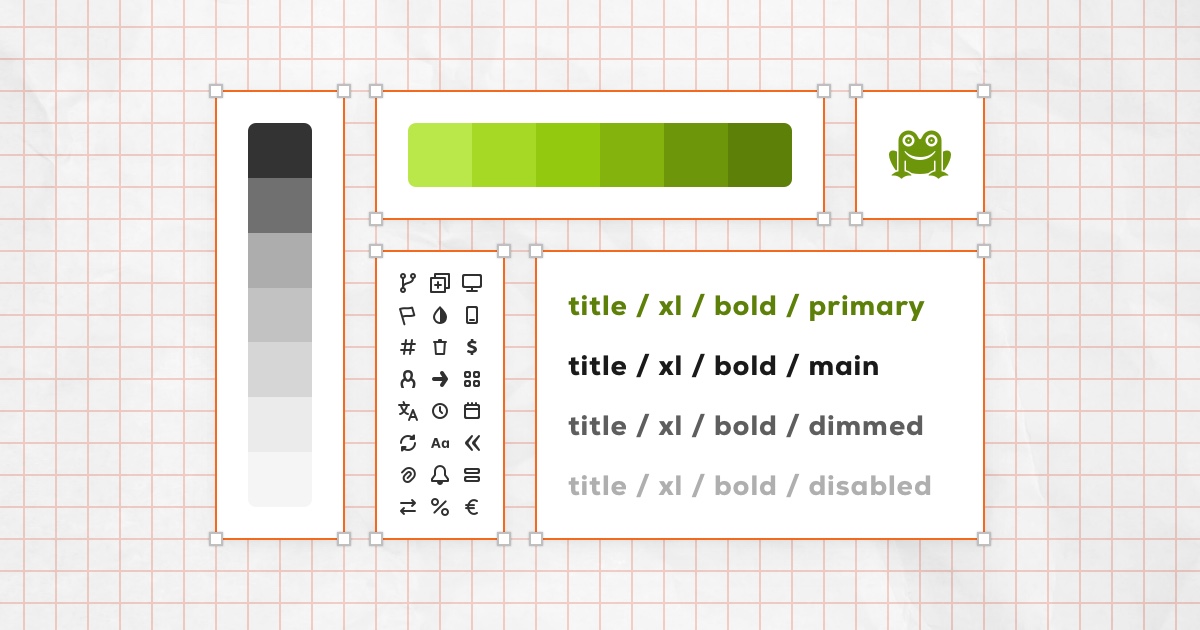 title / xl / bold / primary
title / xl / bold / main
title / xl / bold / dimmed
title / xl / bold / disabled
#
$
Aa
%
€